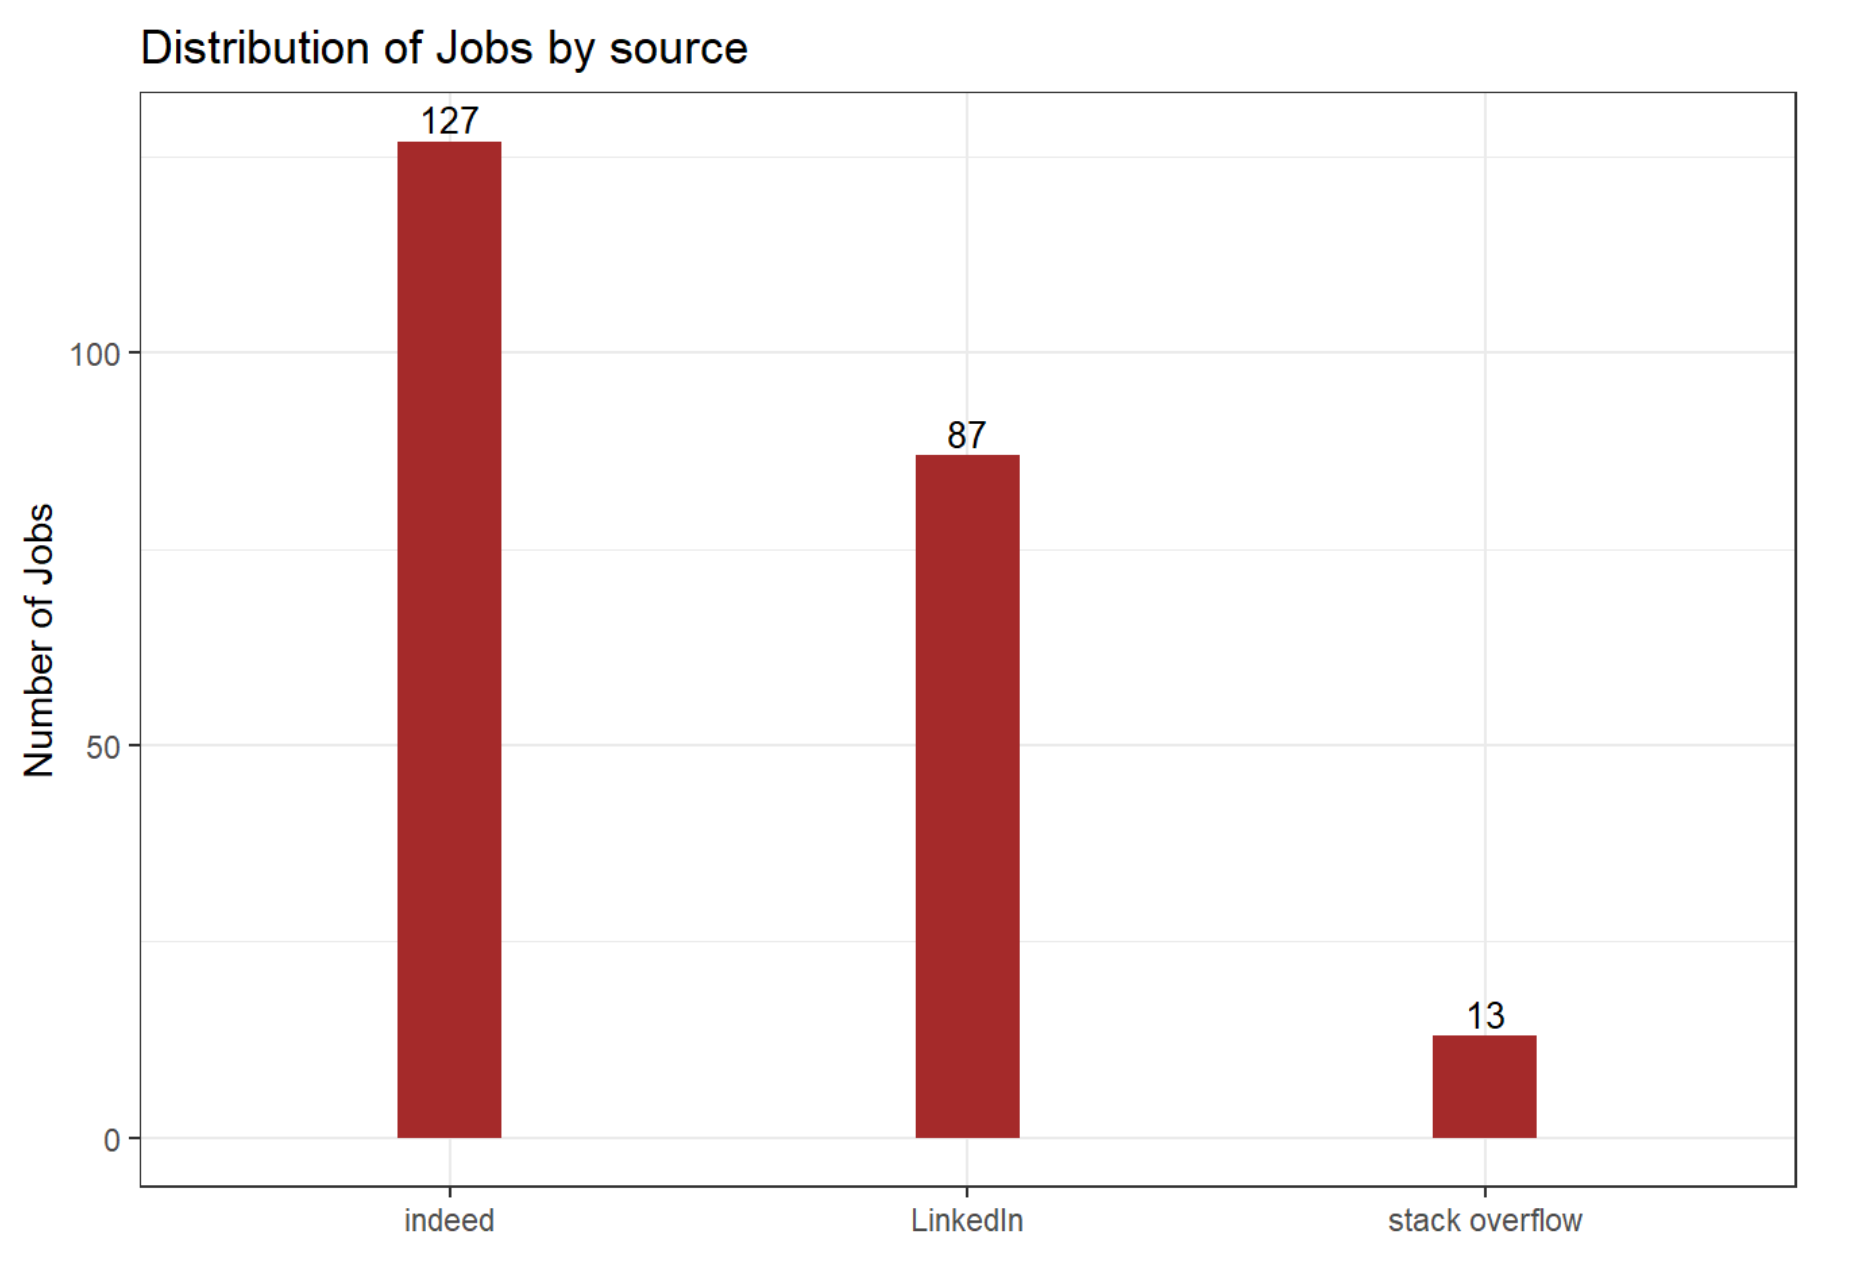 Distribution of Jobs by source
127
100
87
Number of Jobs
50
13
0
indeed
LinkedIn
stack overflow